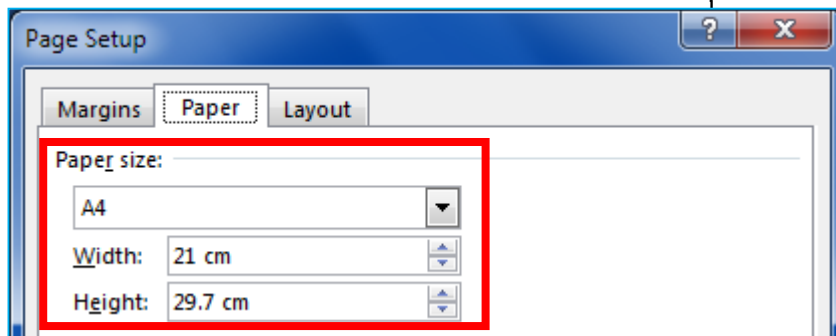 Page Setup
?
Margins Paper Layout
Paper size:
A4
Width: 21 cm
Height: 29.7 cm